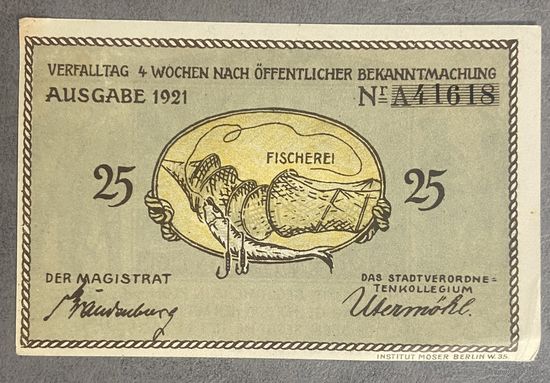 VERFALLTAG 4 WOCHEN NACH ÖFFENTLICHER BEKANNTMACHUNG
AUSGABE 1921
Nr A41618
FISCHEREI
25
25
DER MAGISTRAT
DAS STADTVERORDNE=
TENKOLLEGIUM
Brandenburg
Utermöhl.
INSTITUT MOSER BERLIN W.35.